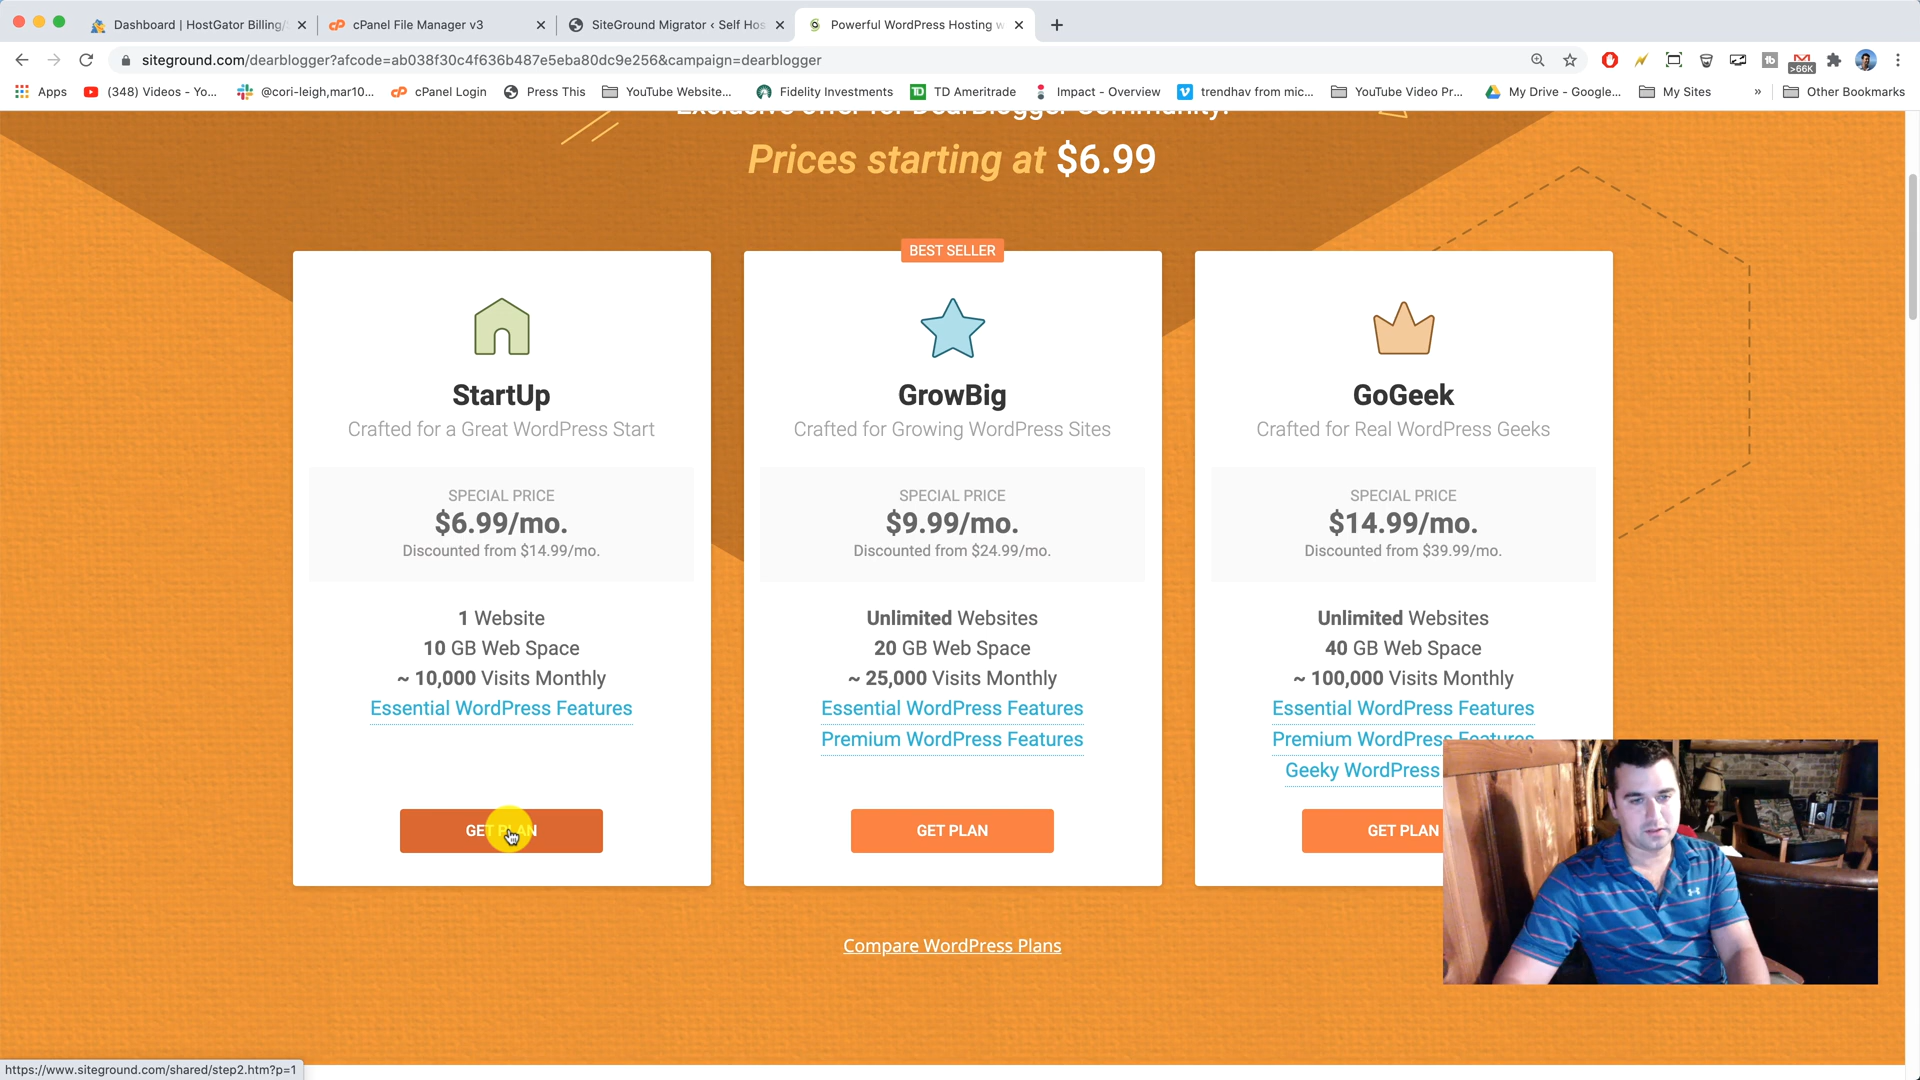 Dashboard | HostGator Billing/
cPanel File Manager v3
SiteGround Migrator ‹ Self Hos
Powerful WordPress Hosting w
siteground.com/dearblogger?afcode=ab038f30c4f636b487e5eba80dc9e256&campaign=dearblogger
>66K
Apps
(348) Videos - Yo...
@cori-leigh,mar10...
cPanel Login
Press This
YouTube Website...
Fidelity Investments
TD Ameritrade
Impact - Overview
trendhav from mic...
YouTube Video Pr...
My Drive - Google...
My Sites
»
Other Bookmarks
Exclusive offer for DearBlogger Community!
Prices starting at $6.99
StartUp
Crafted for a Great WordPress Start
SPECIAL PRICE
$6.99/mo.
Discounted from $14.99/mo.
1 Website
10 GB Web Space
~ 10,000 Visits Monthly
Essential WordPress Features
GET PLAN
BEST SELLER
GrowBig
Crafted for Growing WordPress Sites
SPECIAL PRICE
$9.99/mo.
Discounted from $24.99/mo.
Unlimited Websites
20 GB Web Space
~ 25,000 Visits Monthly
Essential WordPress Features
Premium WordPress Features
GET PLAN
GoGeek
Crafted for Real WordPress Geeks
SPECIAL PRICE
$14.99/mo.
Discounted from $39.99/mo.
Unlimited Websites
40 GB Web Space
~ 100,000 Visits Monthly
Essential WordPress Features
Premium WordPress Features
Geeky WordPress
GET PLAN
Compare WordPress Plans
https://www.siteground.com/shared/step2.htm?p=1